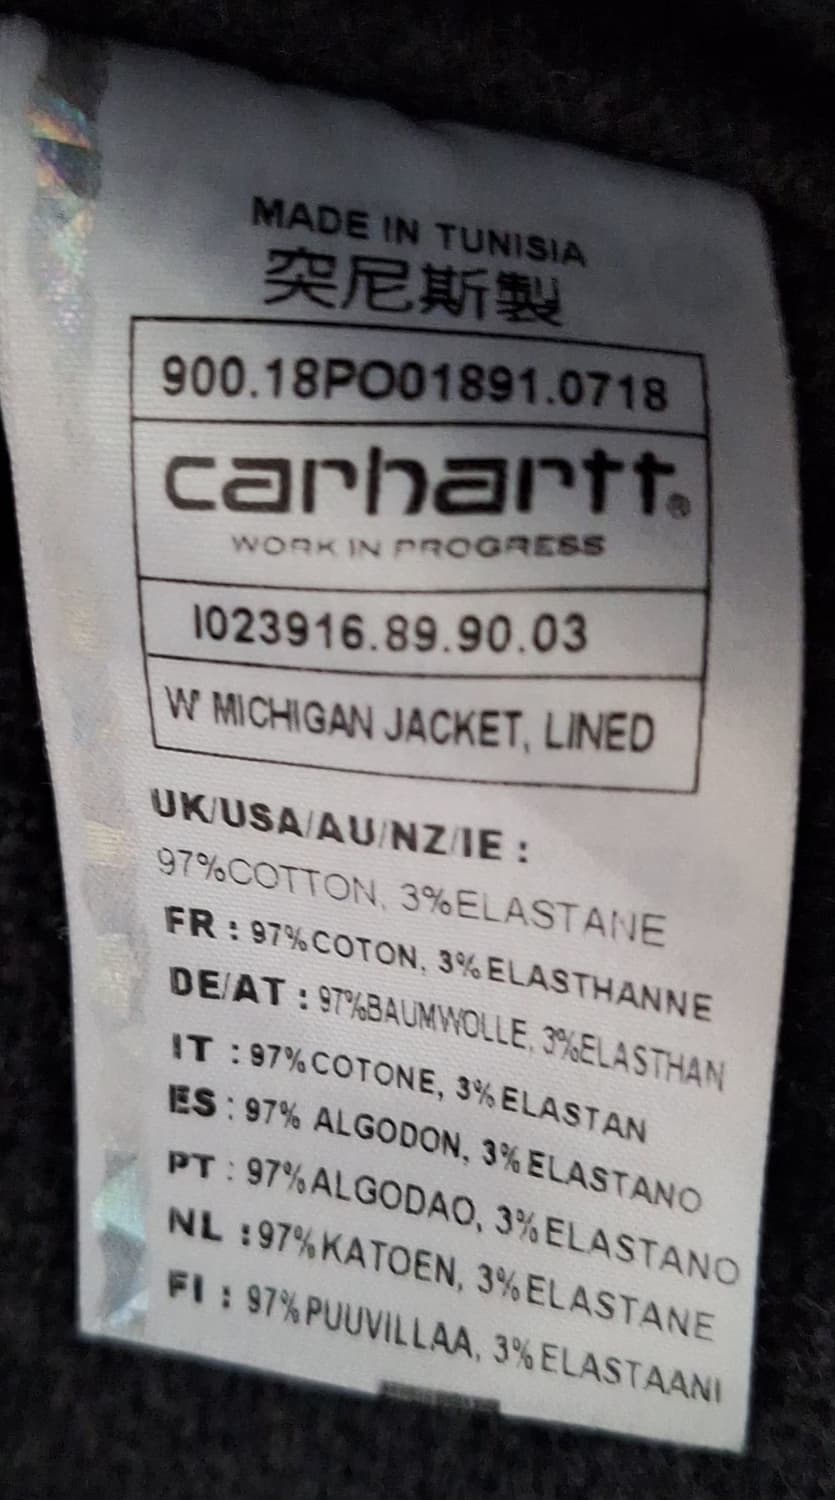 MADE IN TUNISIA
突尼斯製
900.18PO01891.0718
carhartt®
WORK IN PROGRESS
I023916.89.90.03
W' MICHIGAN JACKET, LINED
UK/USA/AU/NZ/IE :
97%COTTON, 3%ELASTANE
FR : 97%COTON, 3%ELASTHANNE
DE/AT : 97%BAUMWOLLE, 3%ELASTHAN
IT : 97%COTONE, 3%ELASTAN
ES : 97% ALGODON, 3%ELASTANO
PT : 97%ALGODAO, 3%ELASTANO
NL :97%KATOEN, 3%ELASTANE
FI : 97%PUUVILLAA, 3%ELASTAANI